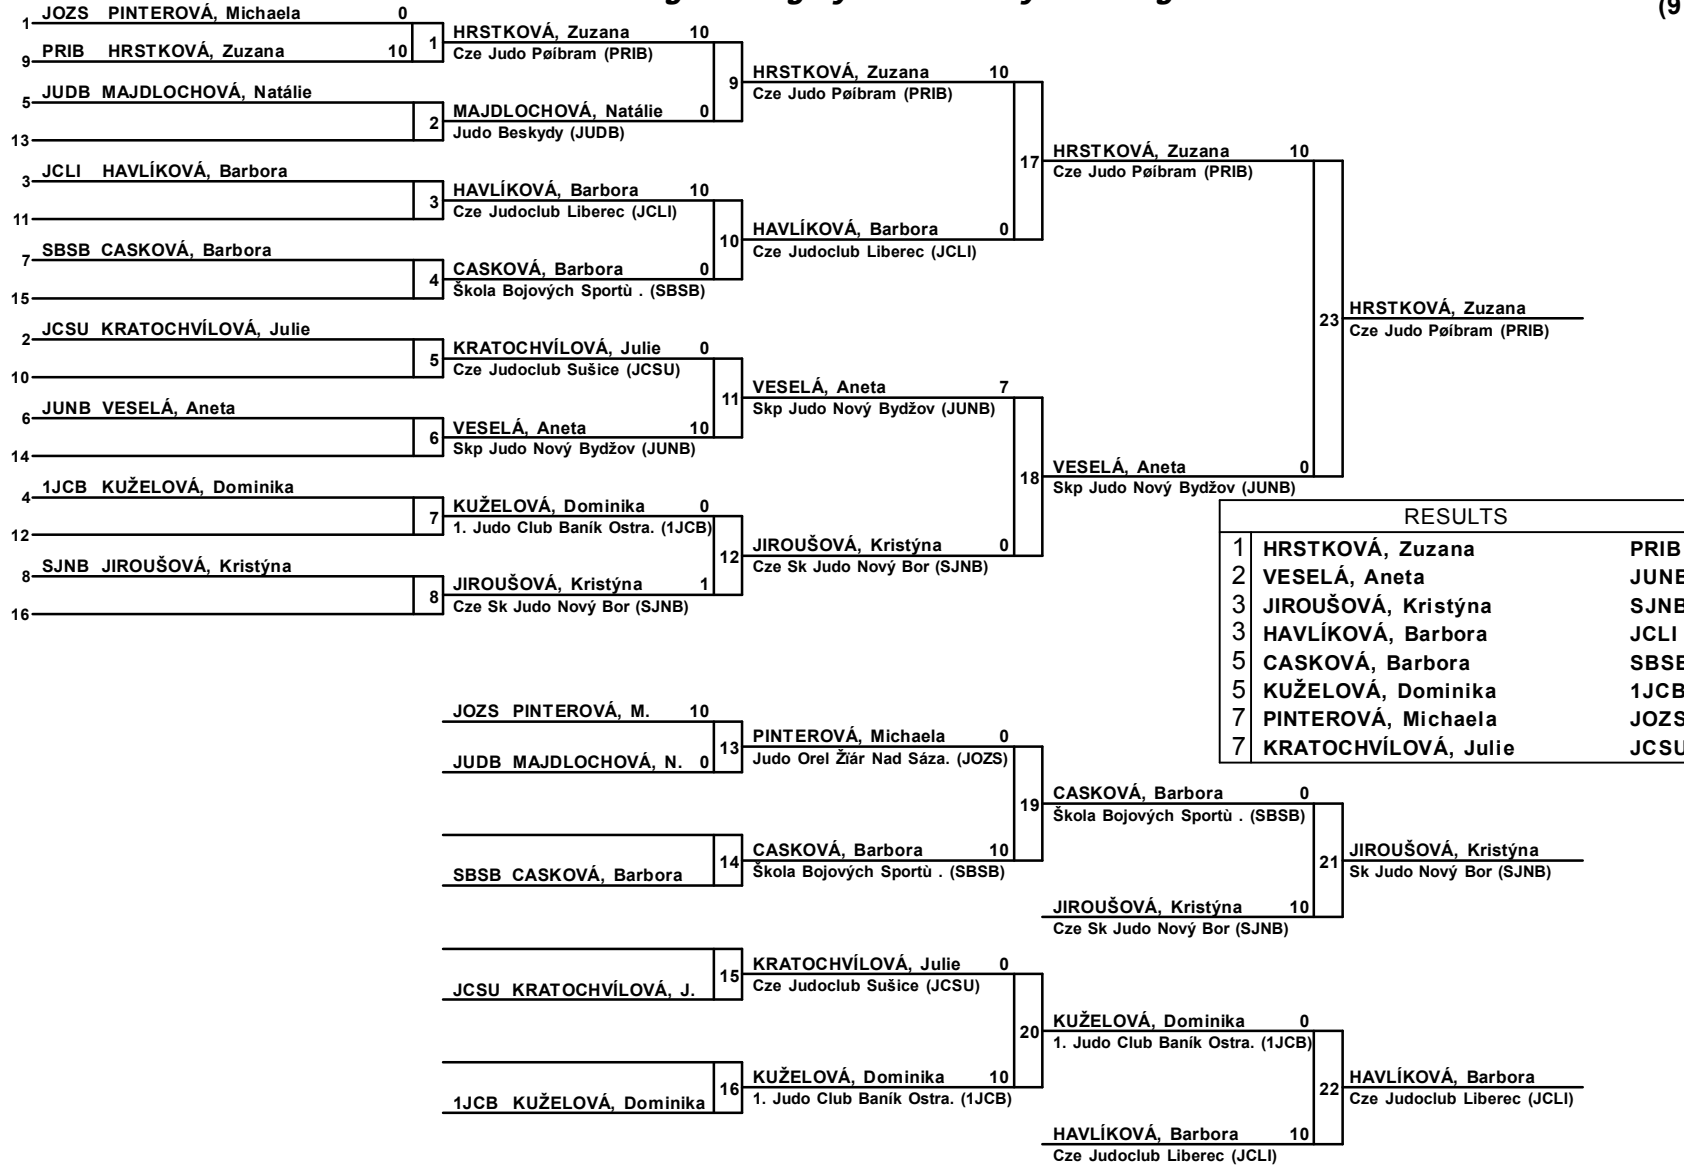 (9
1 JOZS PINTEROVÁ, Michaela 0
9 PRIB HRSTKOVÁ, Zuzana 10
1
5 JUDB MAJDLOCHOVÁ, Natálie
13
2
3 JCLI HAVLÍKOVÁ, Barbora
11
3
7 SBSB CASKOVÁ, Barbora
15
4
2 JCSU KRATOCHVÍLOVÁ, Julie
10
5
6 JUNB VESELÁ, Aneta
14
6
4 1JCB KUŽELOVÁ, Dominika
12
7
8 SJNB JIROUŠOVÁ, Kristýna
16
8
HRSTKOVÁ, Zuzana 10
Cze Judo Pøíbram (PRIB)
9
MAJDLOCHOVÁ, Natálie 0
Judo Beskydy (JUDB)
HAVLÍKOVÁ, Barbora 10
Cze Judoclub Liberec (JCLI)
10
CASKOVÁ, Barbora 0
Škola Bojových Sportù . (SBSB)
KRATOCHVÍLOVÁ, Julie 0
Cze Judoclub Sušice (JCSU)
11
VESELÁ, Aneta 10
Skp Judo Nový Bydžov (JUNB)
KUŽELOVÁ, Dominika 0
1. Judo Club Baník Ostra. (1JCB)
12
JIROUŠOVÁ, Kristýna 1
Cze Sk Judo Nový Bor (SJNB)
HRSTKOVÁ, Zuzana 10
Cze Judo Pøíbram (PRIB)
17
HAVLÍKOVÁ, Barbora 0
Cze Judoclub Liberec (JCLI)
VESELÁ, Aneta 7
Skp Judo Nový Bydžov (JUNB)
18
JIROUŠOVÁ, Kristýna 0
Cze Sk Judo Nový Bor (SJNB)
HRSTKOVÁ, Zuzana 10
Cze Judo Pøíbram (PRIB)
23
VESELÁ, Aneta 0
Skp Judo Nový Bydžov (JUNB)
HRSTKOVÁ, Zuzana
Cze Judo Pøíbram (PRIB)
RESULTS
1 HRSTKOVÁ, Zuzana PRIB
2 VESELÁ, Aneta JUNB
3 JIROUŠOVÁ, Kristýna SJNB
3 HAVLÍKOVÁ, Barbora JCLI
5 CASKOVÁ, Barbora SBSB
5 KUŽELOVÁ, Dominika 1JCB
7 PINTEROVÁ, Michaela JOZS
7 KRATOCHVÍLOVÁ, Julie JCSU
JOZS PINTEROVÁ, M. 10
13
JUDB MAJDLOCHOVÁ, N. 0
14
SBSB CASKOVÁ, Barbora
15
JCSU KRATOCHVÍLOVÁ, J.
16
1JCB KUŽELOVÁ, Dominika
PINTEROVÁ, Michaela 0
Judo Orel Žïár Nad Sáza. (JOZS)
19
CASKOVÁ, Barbora 10
Škola Bojových Sportù . (SBSB)
KRATOCHVÍLOVÁ, Julie 0
Cze Judoclub Sušice (JCSU)
20
KUŽELOVÁ, Dominika 10
1. Judo Club Baník Ostra. (1JCB)
CASKOVÁ, Barbora 0
Škola Bojových Sportù . (SBSB)
21
JIROUŠOVÁ, Kristýna 10
Cze Sk Judo Nový Bor (SJNB)
KUŽELOVÁ, Dominika 0
1. Judo Club Baník Ostra. (1JCB)
22
HAVLÍKOVÁ, Barbora 10
Cze Judoclub Liberec (JCLI)
JIROUŠOVÁ, Kristýna
Sk Judo Nový Bor (SJNB)
HAVLÍKOVÁ, Barbora
Cze Judoclub Liberec (JCLI)